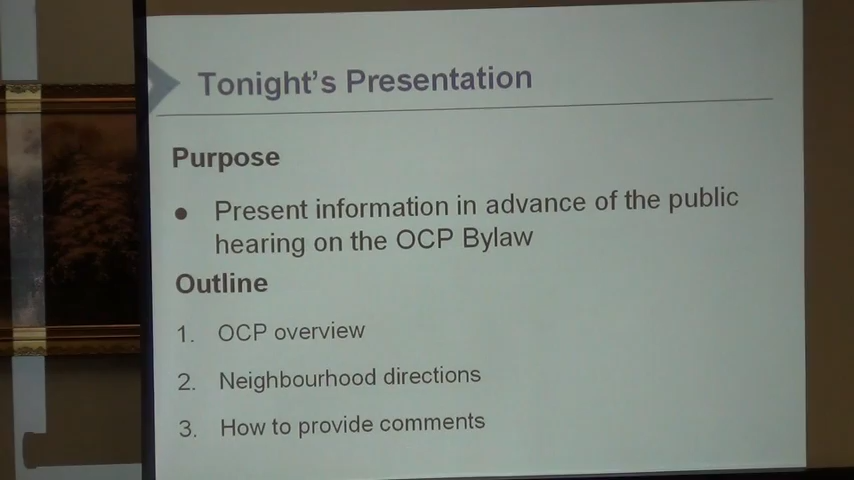 Tonight's Presentation
Purpose
● Present information in advance of the public
hearing on the OCP Bylaw
Outline
1. OCP overview
2. Neighbourhood directions
3. How to provide comments